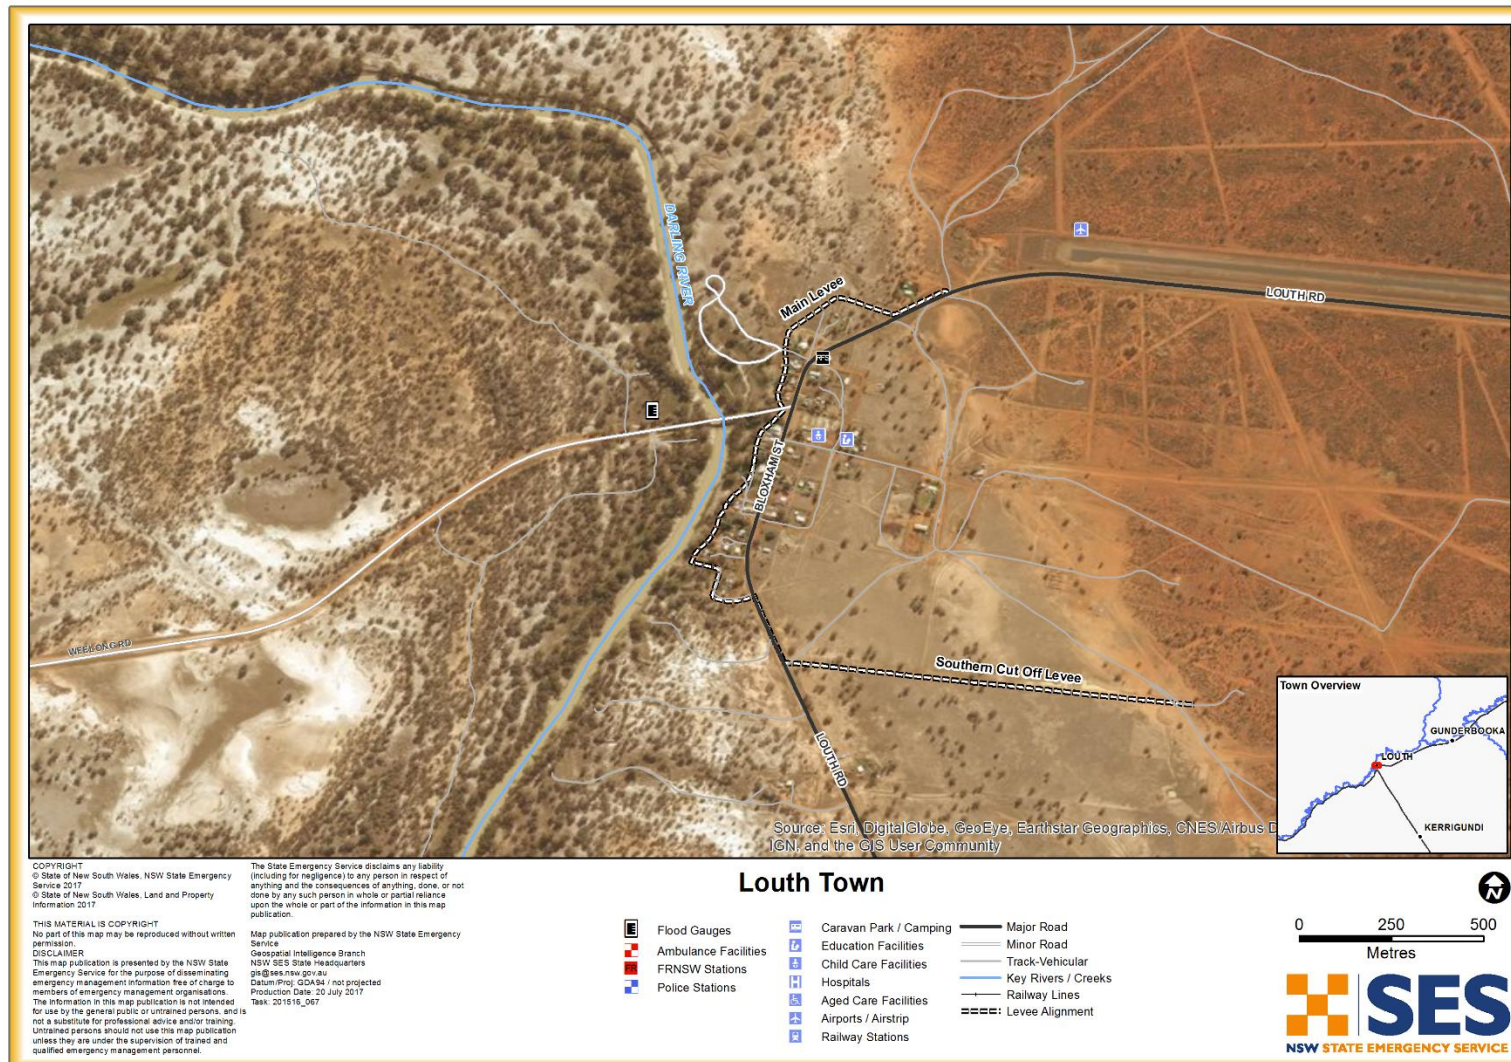 DARLING RIVER
Main Levee
LOUTH RD
RFS
BLOXHAM ST
WEELONG RD
Southern Cut Off Levee
LOUTH RD
Town Overview
GUNDERBOOKA
LOUTH
KERRIGUNDI
Source: Esri, DigitalGlobe, GeoEye, Earthstar Geographics, CNES/Airbus D
IGN, and the GIS User Community
COPYRIGHT
© State of New South Wales, NSW State Emergency
Service 2017
© State of New South Wales, Land and Property
Information 2017
THIS MATERIAL IS COPYRIGHT
No part of this map may be reproduced without written
permission.
DISCLAIMER
This map publication is presented by the NSW State
Emergency Service for the purpose of disseminating
emergency management information free of charge to
members of emergency management organisations.
The information in this map publication is not intended
for use by the general public or untrained persons, and is
not a substitute for professional advice and/or training.
Untrained persons should not use this map publication
unless they are under the supervision of trained and
qualified emergency management personnel.
The State Emergency Service disclaims any liability
(including for negligence) to any person in respect of
anything and the consequences of anything, done, or not
done by any such person in whole or partial reliance
upon the whole or part of the information in this map
publication.
Map publication prepared by the NSW State Emergency
Service
Geospatial Intelligence Branch
NSW SES State Headquarters
gis@ses.nsw.gov.au
Datum/Proj: GDA94 / not projected
Production Date: 20 July 2017
Task: 201516_067
Louth Town
Flood Gauges
Ambulance Facilities
FR FRNSW Stations
Police Stations
Caravan Park / Camping
Education Facilities
Child Care Facilities
H Hospitals
Aged Care Facilities
Airports / Airstrip
Railway Stations
Major Road
Minor Road
Track-Vehicular
Key Rivers / Creeks
Railway Lines
Levee Alignment
N
0 250 500
Metres
SES
NSW STATE EMERGENCY SERVICE